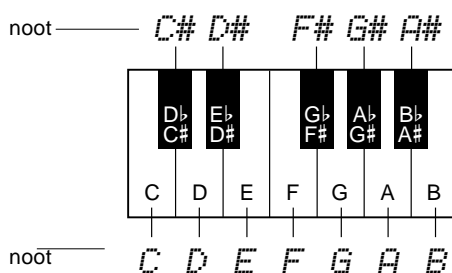 noot C# D# F# G# A#
D♭ E♭ G♭ A♭ B♭
C# D# F# G# A#
C D E F G A B
noot C D E F G A B